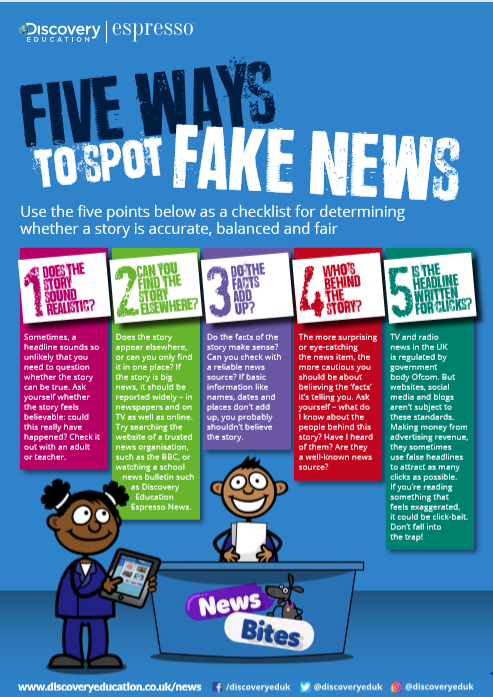 Discovery
EDUCATION
espresso
FIVE WAYS
TO SPOT FAKE NEWS
Use the five points below as a checklist for determining
whether a story is accurate, balanced and fair
1 DOES THE
STORY
SOUND
REALISTIC?
Sometimes, a
headline sounds so
unlikely that you
need to question
whether the story
can be true. Ask
yourself whether
the story feels
believable: could
this really have
happened? Check it
out with an adult
or teacher.
2 CAN YOU
FIND THE
STORY
ELSEWHERE?
Does the story
appear elsewhere,
or can you only find
it in one place? If
the story is big
news, it should be
reported widely – in
newspapers and on
TV as well as online.
Try searching the
website of a trusted
news organisation,
such as the BBC, or
watching a school
news bulletin such
as Discovery
Education
Espresso News.
3 DO THE
FACTS
ADD
UP?
Do the facts of the
story make sense?
Can you check with
a reliable news
source? If basic
information like
names, dates and
places don't add
up, you probably
shouldn't believe
the story.
4 WHO'S
BEHIND
THE
STORY?
The more surprising
or eye-catching
the news item, the
more cautious you
should be about
believing the 'facts'
it's telling you. Ask
yourself – what do
I know about the
people behind this
story? Have I heard
of them? Are they
a well-known news
source?
5 IS THE
HEADLINE
WRITTEN
FOR CLICKS?
TV and radio
news in the UK
is regulated by
government
body Ofcom. But
websites, social
media and blogs
aren't subject to
these standards.
Making money from
advertising revenue,
they sometimes
use false headlines
to attract as many
clicks as possible.
If you're reading
something that
feels exaggerated,
it could be click-bait.
Don't fall into
the trap!
News
Bites
www.discoveryeducation.co.uk/news
/discoveryeduk
@discoveryeduk
@discoveryeduk